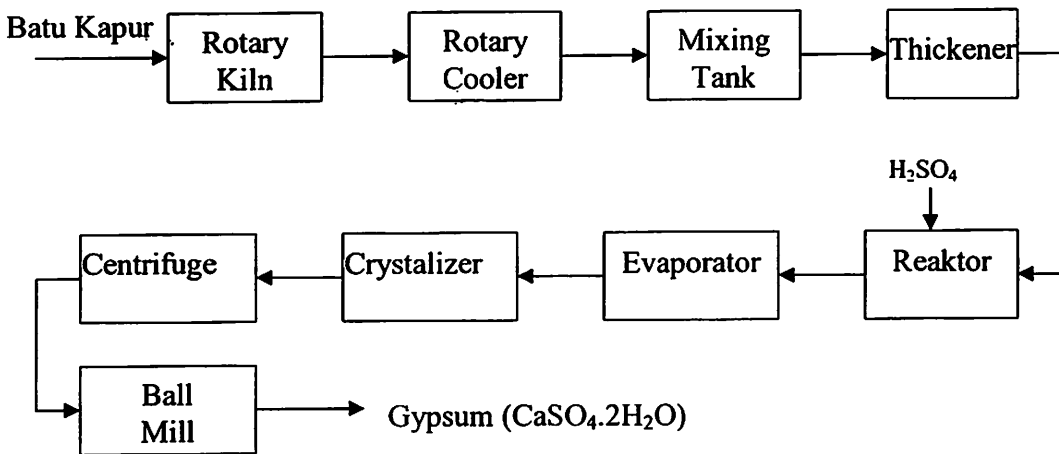 Batu Kapur
Rotary
Kiln
Rotary
Cooler
Mixing
Tank
Thickener
H₂SO₄
Reaktor
Evaporator
Crystalizer
Centrifuge
Ball
Mill
Gypsum (CaSO₄.2H₂O)